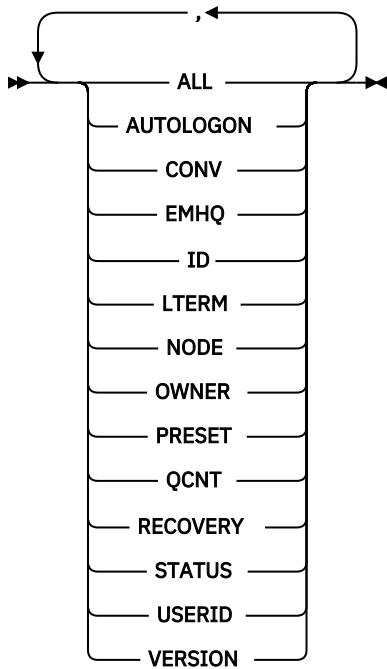 ,
ALL
AUTOLOGON
CONV
EMHQ
ID
LTERM
NODE
OWNER
PRESET
QCNT
RECOVERY
STATUS
USERID
VERSION